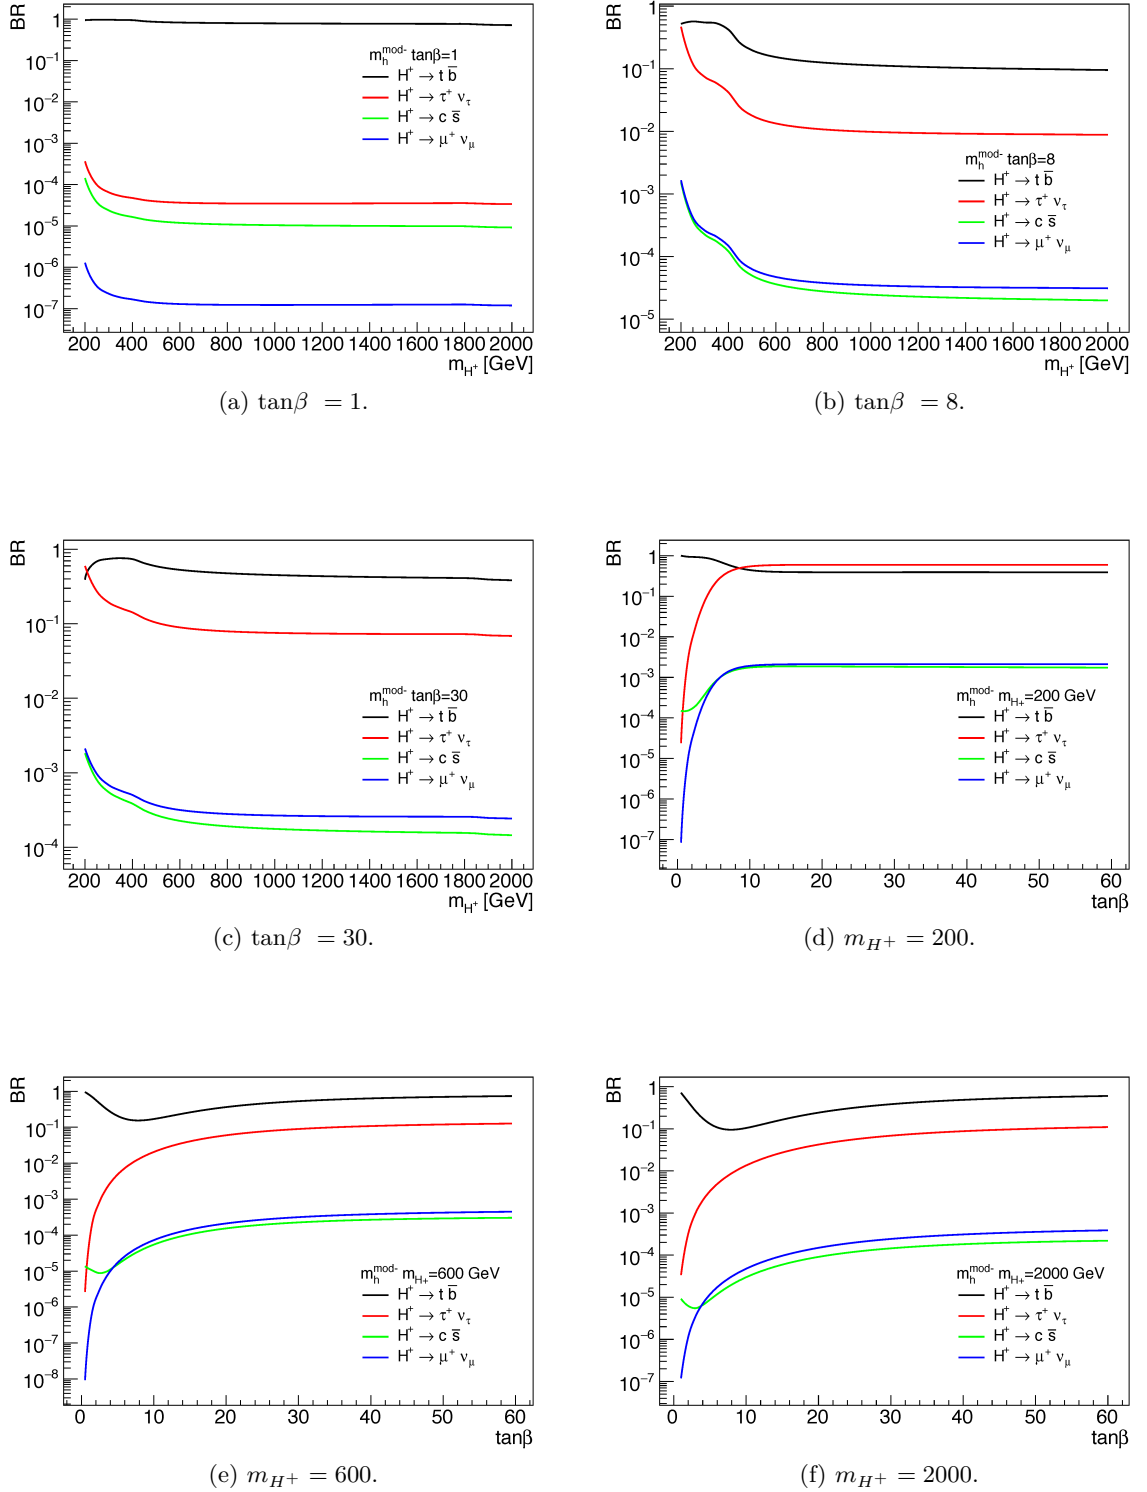 BR
1
10⁻¹
10⁻²
10⁻³
10⁻⁴
10⁻⁵
10⁻⁶
10⁻⁷
m_h^mod- tanβ=1
H⁺ → t b̅
H⁺ → τ⁺ ν_τ
H⁺ → c s̅
H⁺ → μ⁺ ν_μ
200 400 600 800 1000 1200 1400 1600 1800 2000
m_H⁺ [GeV]
(a) tanβ = 1.
BR
1
10⁻¹
10⁻²
10⁻³
10⁻⁴
10⁻⁵
m_h^mod- tanβ=8
H⁺ → t b̅
H⁺ → τ⁺ ν_τ
H⁺ → c s̅
H⁺ → μ⁺ ν_μ
200 400 600 800 1000 1200 1400 1600 1800 2000
m_H⁺ [GeV]
(b) tanβ = 8.
BR
1
10⁻¹
10⁻²
10⁻³
10⁻⁴
m_h^mod- tanβ=30
H⁺ → t b̅
H⁺ → τ⁺ ν_τ
H⁺ → c s̅
H⁺ → μ⁺ ν_μ
200 400 600 800 1000 1200 1400 1600 1800 2000
m_H⁺ [GeV]
(c) tanβ = 30.
BR
1
10⁻¹
10⁻²
10⁻³
10⁻⁴
10⁻⁵
10⁻⁶
10⁻⁷
m_h^mod- m_H+=200 GeV
H⁺ → t b̅
H⁺ → τ⁺ ν_τ
H⁺ → c s̅
H⁺ → μ⁺ ν_μ
0 10 20 30 40 50 60
tanβ
(d) m_H⁺ = 200.
BR
1
10⁻¹
10⁻²
10⁻³
10⁻⁴
10⁻⁵
10⁻⁶
10⁻⁷
10⁻⁸
m_h^mod- m_H+=600 GeV
H⁺ → t b̅
H⁺ → τ⁺ ν_τ
H⁺ → c s̅
H⁺ → μ⁺ ν_μ
0 10 20 30 40 50 60
tanβ
(e) m_H⁺ = 600.
BR
1
10⁻¹
10⁻²
10⁻³
10⁻⁴
10⁻⁵
10⁻⁶
10⁻⁷
m_h^mod- m_H+=2000 GeV
H⁺ → t b̅
H⁺ → τ⁺ ν_τ
H⁺ → c s̅
H⁺ → μ⁺ ν_μ
0 10 20 30 40 50 60
tanβ
(f) m_H⁺ = 2000.